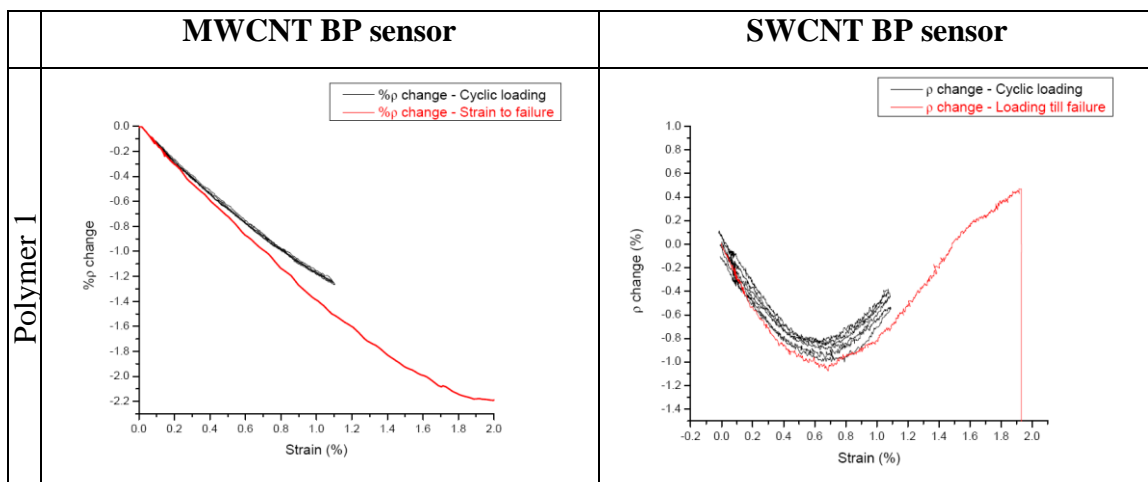 MWCNT BP sensor
SWCNT BP sensor
Polymer 1
%ρ change - Cyclic loading
%ρ change - Strain to failure
0.0
-0.2
-0.4
-0.6
-0.8
-1.0
-1.2
-1.4
-1.6
-1.8
-2.0
-2.2
%ρ change
0.0 0.2 0.4 0.6 0.8 1.0 1.2 1.4 1.6 1.8 2.0
Strain (%)
ρ change - Cyclic loading
ρ change - Loading till failure
1.0
0.8
0.6
0.4
0.2
0.0
-0.2
-0.4
-0.6
-0.8
-1.0
-1.2
-1.4
ρ change (%)
-0.2 0.0 0.2 0.4 0.6 0.8 1.0 1.2 1.4 1.6 1.8 2.0
Strain (%)